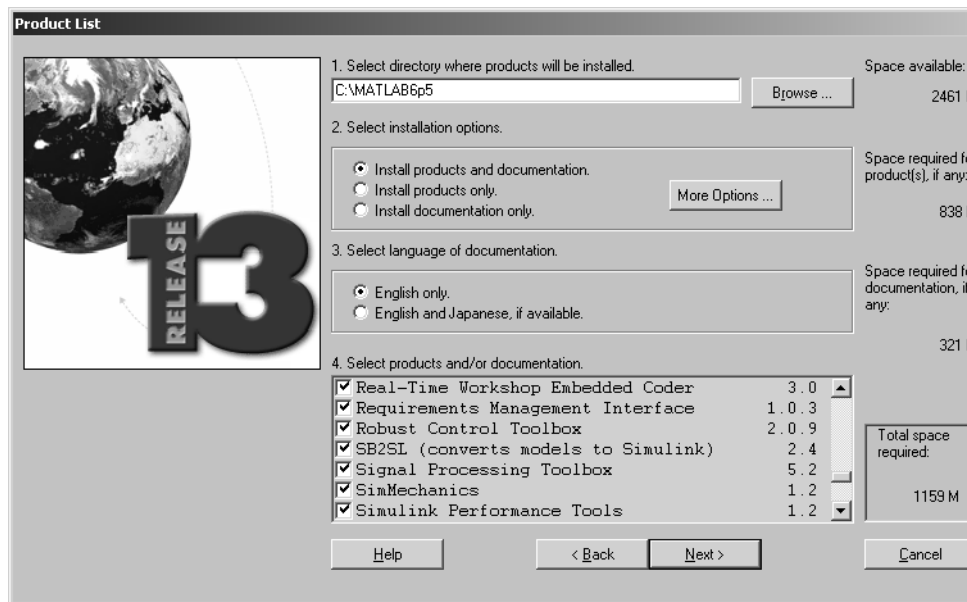 Product List
1. Select directory where products will be installed.
C:\MATLAB6p5
Browse ...
2. Select installation options.
Install products and documentation.
Install products only.
Install documentation only.
More Options ...
3. Select language of documentation.
English only.
English and Japanese, if available.
4. Select products and/or documentation.
Real-Time Workshop Embedded Coder 3.0
Requirements Management Interface 1.0.3
Robust Control Toolbox 2.0.9
SB2SL (converts models to Simulink) 2.4
Signal Processing Toolbox 5.2
SimMechanics 1.2
Simulink Performance Tools 1.2
Space available:
2461
Space required
product(s), if any:
838
Space required
documentation, if
any:
321
Total space
required:
1159 M
Help
< Back
Next >
Cancel
RELEASE
13